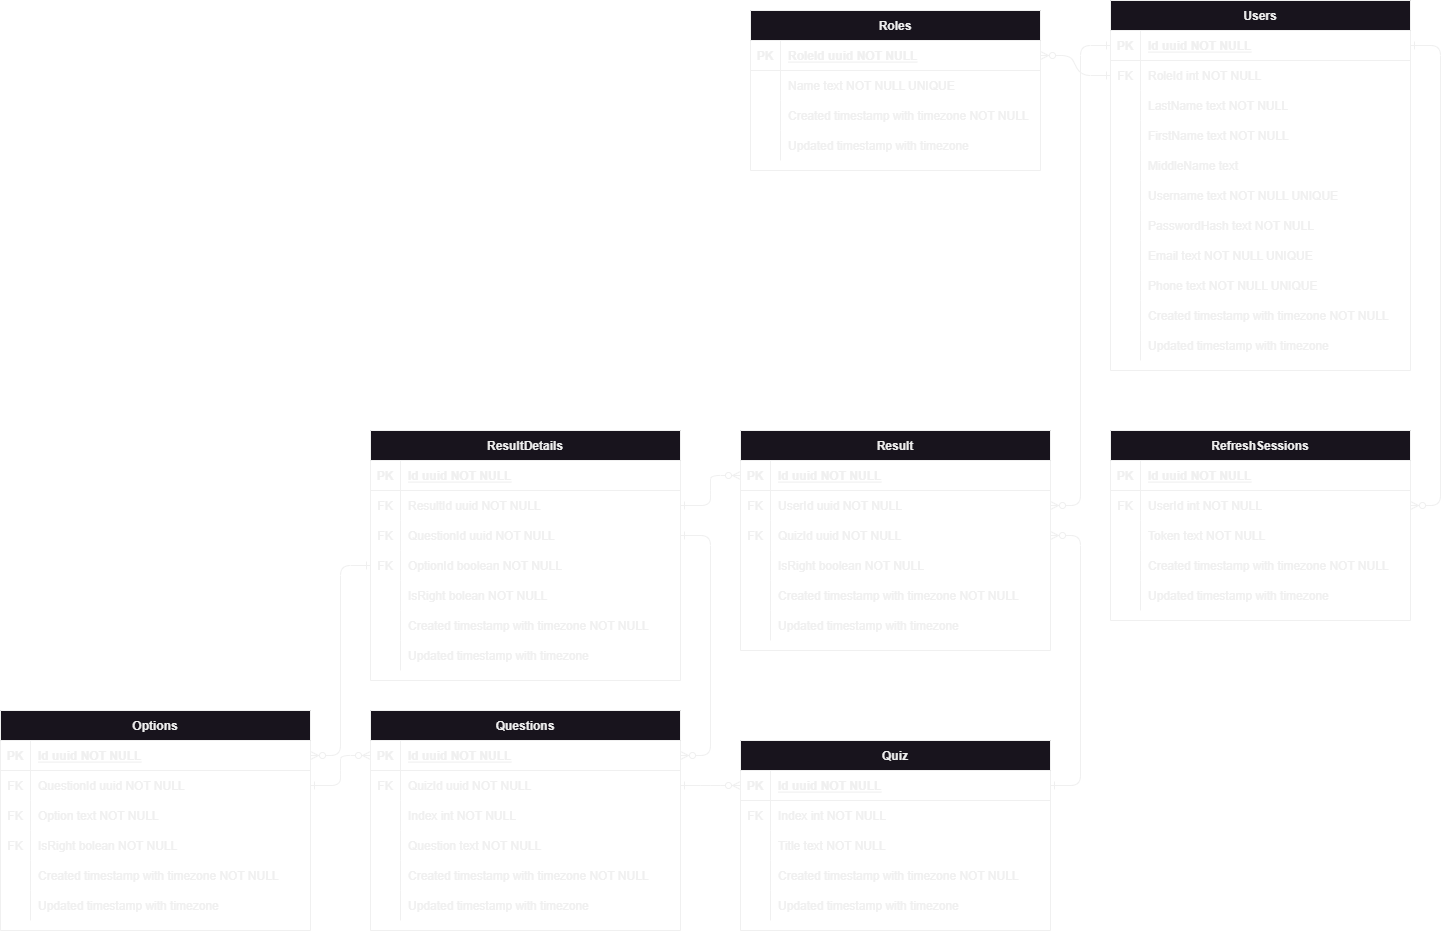 Roles
PK RoleId uuid NOT NULL
Name text NOT NULL UNIQUE
Created timestamp with timezone NOT NULL
Updated timestamp with timezone
Users
PK Id uuid NOT NULL
FK RoleId int NOT NULL
LastName text NOT NULL
FirstName text NOT NULL
MiddleName text
Username text NOT NULL UNIQUE
PasswordHash text NOT NULL
Email text NOT NULL UNIQUE
Phone text NOT NULL UNIQUE
Created timestamp with timezone NOT NULL
Updated timestamp with timezone
ResultDetails
PK Id uuid NOT NULL
FK ResultId uuid NOT NULL
FK QuestionId uuid NOT NULL
FK OptionId boolean NOT NULL
IsRight bolean NOT NULL
Created timestamp with timezone NOT NULL
Updated timestamp with timezone
Result
PK Id uuid NOT NULL
FK UserId uuid NOT NULL
FK QuizId uuid NOT NULL
IsRight boolean NOT NULL
Created timestamp with timezone NOT NULL
Updated timestamp with timezone
RefreshSessions
PK Id uuid NOT NULL
FK UserId int NOT NULL
Token text NOT NULL
Created timestamp with timezone NOT NULL
Updated timestamp with timezone
Options
PK Id uuid NOT NULL
FK QuestionId uuid NOT NULL
FK Option text NOT NULL
FK IsRight bolean NOT NULL
Created timestamp with timezone NOT NULL
Updated timestamp with timezone
Questions
PK Id uuid NOT NULL
FK QuizId uuid NOT NULL
Index int NOT NULL
Question text NOT NULL
Created timestamp with timezone NOT NULL
Updated timestamp with timezone
Quiz
PK Id uuid NOT NULL
FK Index int NOT NULL
Title text NOT NULL
Created timestamp with timezone NOT NULL
Updated timestamp with timezone